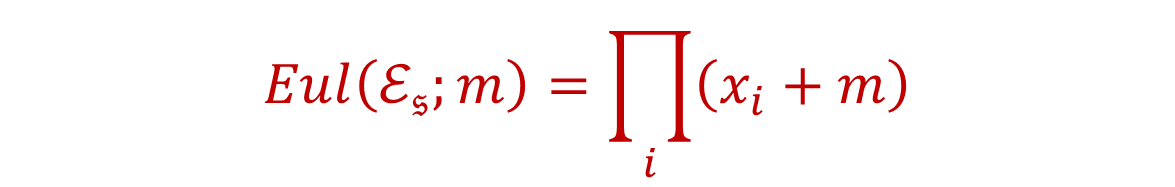 Eul(ℰ_𝔰; m) = ∏_i (x_i + m)